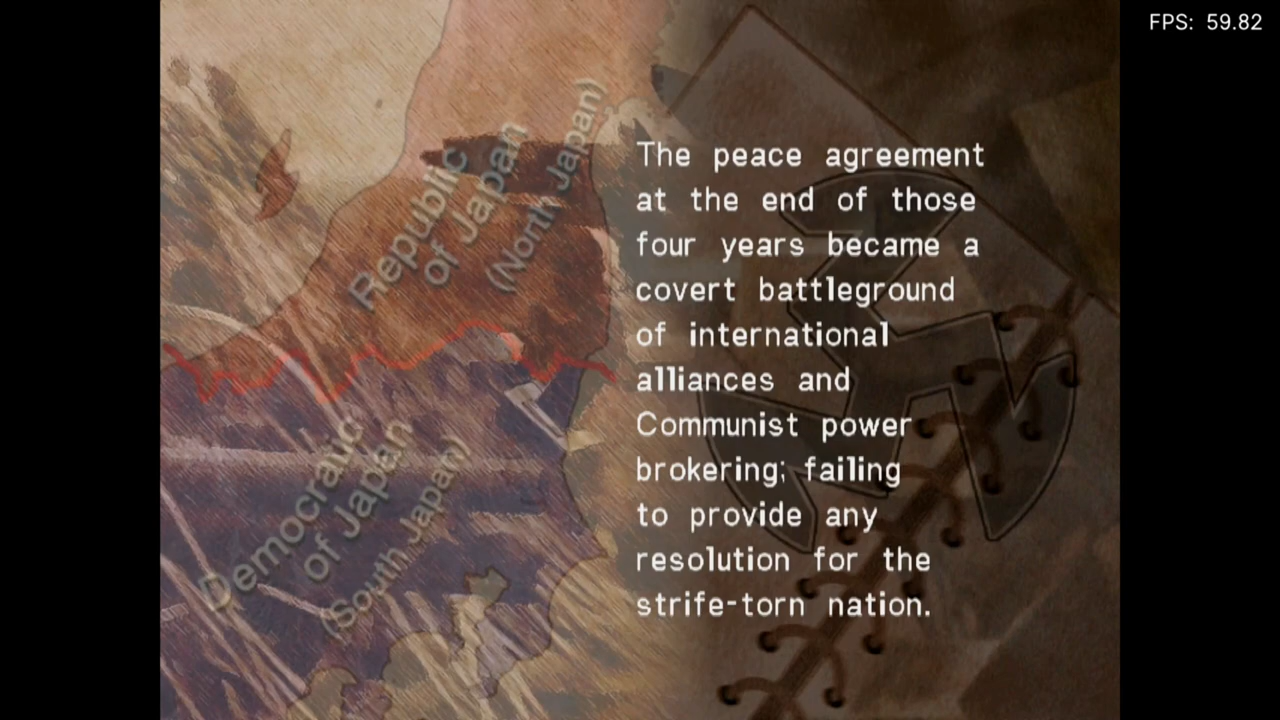 FPS: 59.82
Republic
of Japan
(North Japan)
Democratic
of Japan
(South Japan)
The peace agreement
at the end of those
four years became a
covert battleground
of international
alliances and
Communist power
brokering; failing
to provide any
resolution for the
strife-torn nation.